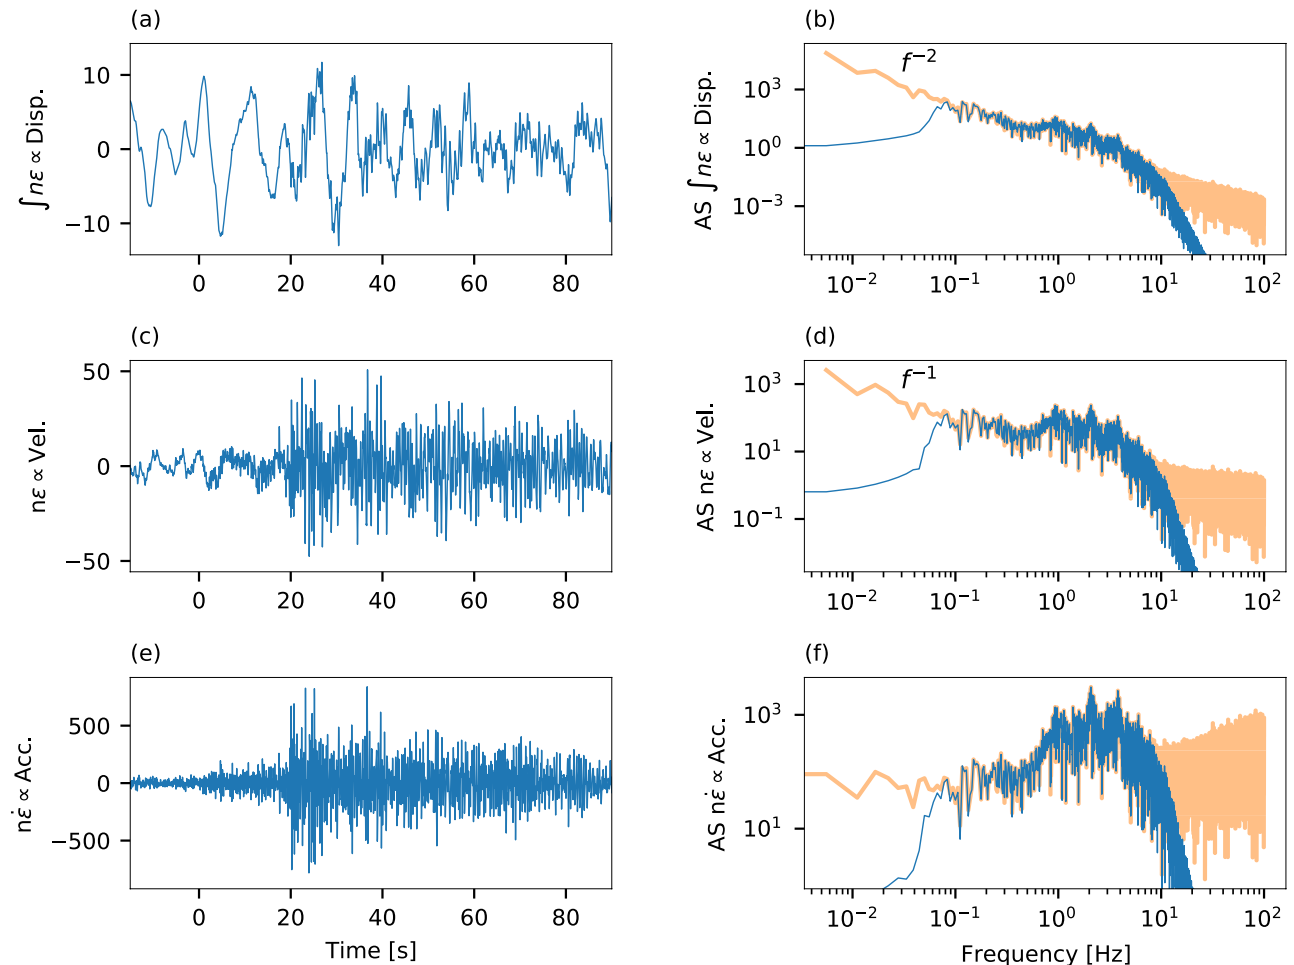 (a)
∫nε ∝ Disp.
10
0
−10
0 20 40 60 80
(b)
AS ∫nε ∝ Disp.
f⁻²
10³
10⁰
10⁻³
10⁻² 10⁻¹ 10⁰ 10¹ 10²
(c)
nε ∝ Vel.
50
0
−50
0 20 40 60 80
(d)
AS nε ∝ Vel.
f⁻¹
10³
10¹
10⁻¹
10⁻² 10⁻¹ 10⁰ 10¹ 10²
(e)
nε̇ ∝ Acc.
500
0
−500
0 20 40 60 80
Time [s]
(f)
AS nε̇ ∝ Acc.
10³
10¹
10⁻² 10⁻¹ 10⁰ 10¹ 10²
Frequency [Hz]